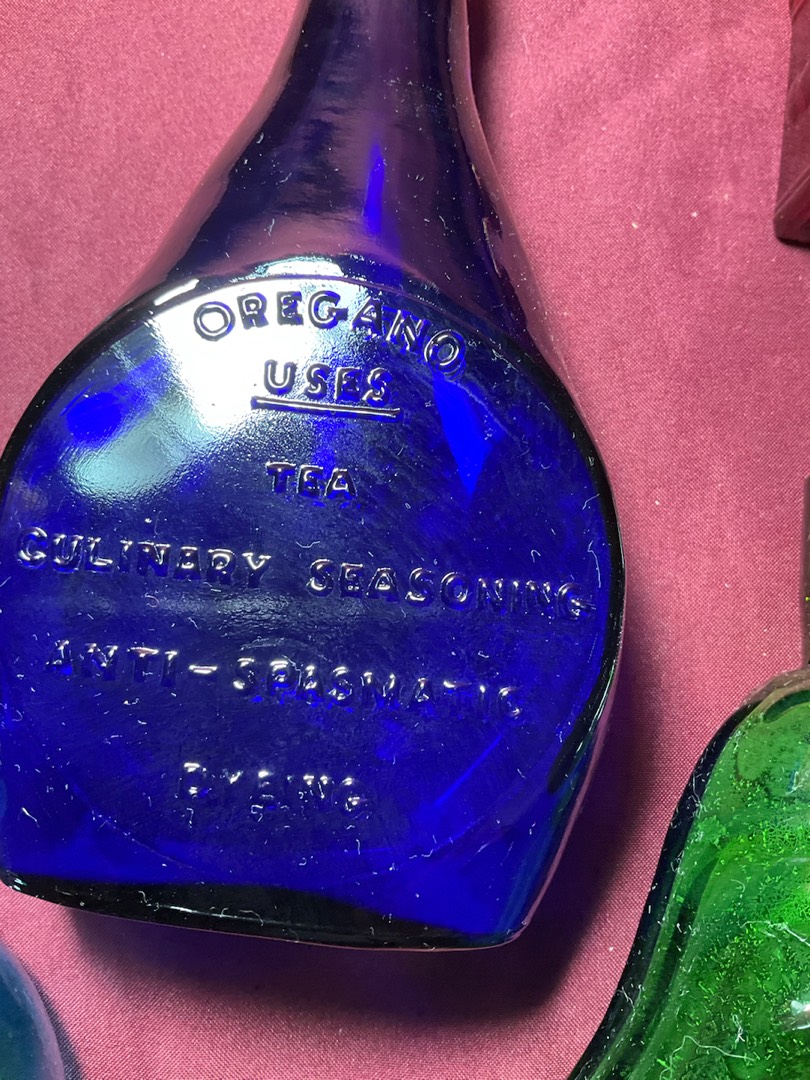 OREGANO
USES
TEA
CULINARY SEASONING
ANTI-SPASMATIC
DYEING